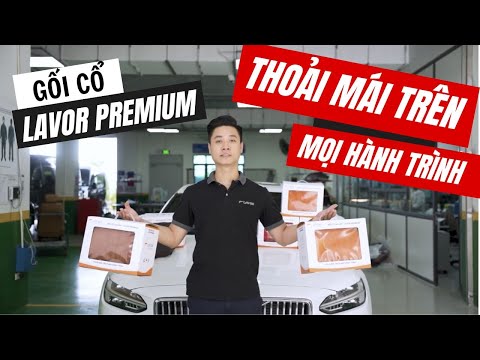 GỐI CỔ
LAVOR PREMIUM
THOẢI MÁI TRÊN
MỌI HÀNH TRÌNH